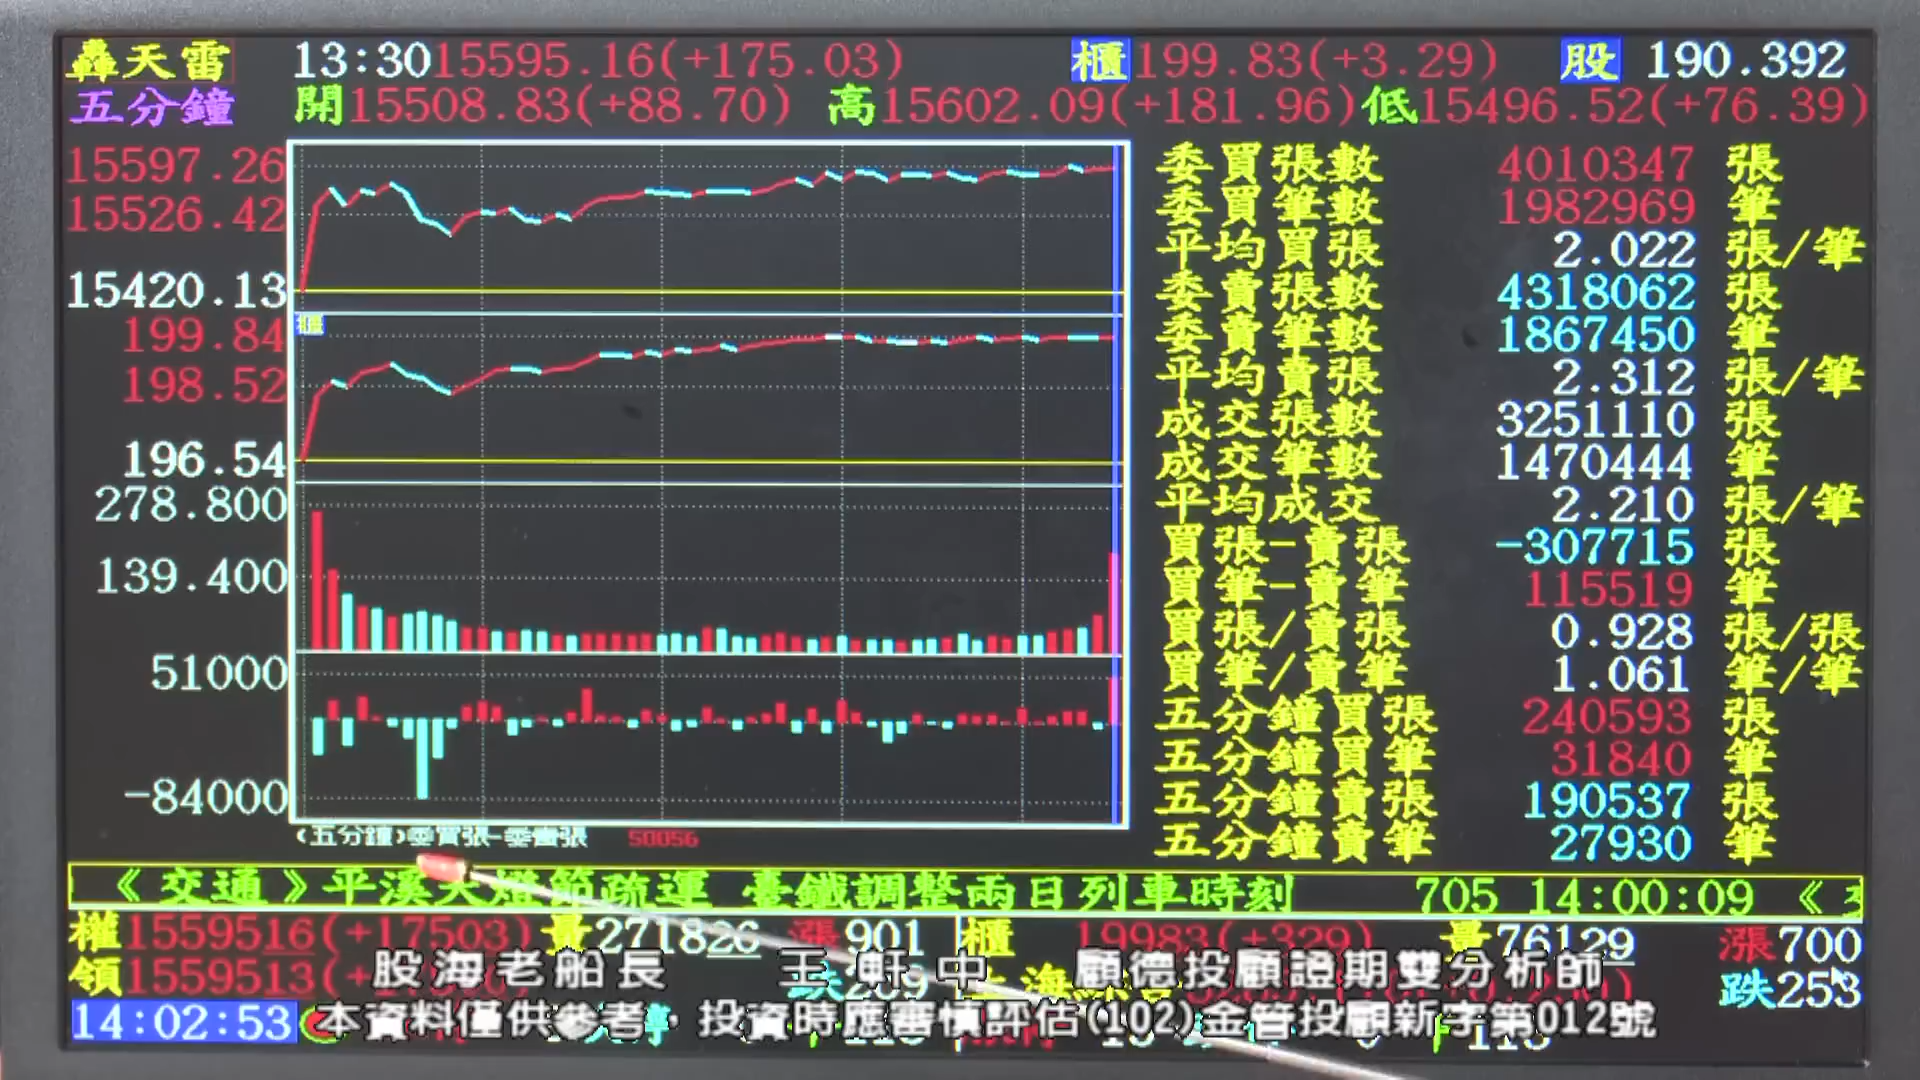 轟天雷 13:30 15595.16(+175.03) 櫃 199.83(+3.29) 股 190.392
五分鐘 開15508.83(+88.70) 高15602.09(+181.96) 低15496.52(+76.39)
15597.26
15526.42
15420.13
櫃
199.84
198.52
196.54
278.800
139.400
51000
-84000
(五分鐘)委買張-委賣張 50056
委買張數 4010347 張
委買筆數 1982969 筆
平均買張 2.022 張/筆
委賣張數 4318062 張
委賣筆數 1867450 筆
平均賣張 2.312 張/筆
成交張數 3251110 張
成交筆數 1470444 筆
平均成交 2.210 張/筆
買張-賣張 -307715 張
買筆-賣筆 115519 筆
買張/賣張 0.928 張/張
買筆/賣筆 1.061 筆/筆
五分鐘買張 240593 張
五分鐘買筆 31840 筆
五分鐘賣張 190537 張
五分鐘賣筆 27930 筆
《交通》平溪天燈節疏運 臺鐵調整兩日列車時刻 705 14:00:09 《
權1559516(+17503) 量271826 漲901 櫃 19983(+329) 量76129 漲700
領1559513 跌253
股海老船長 王軒中 顧德投顧證期雙分析師
14:02:53
本資料僅供參考，投資時應審慎評估(102)金管投顧新字第012號